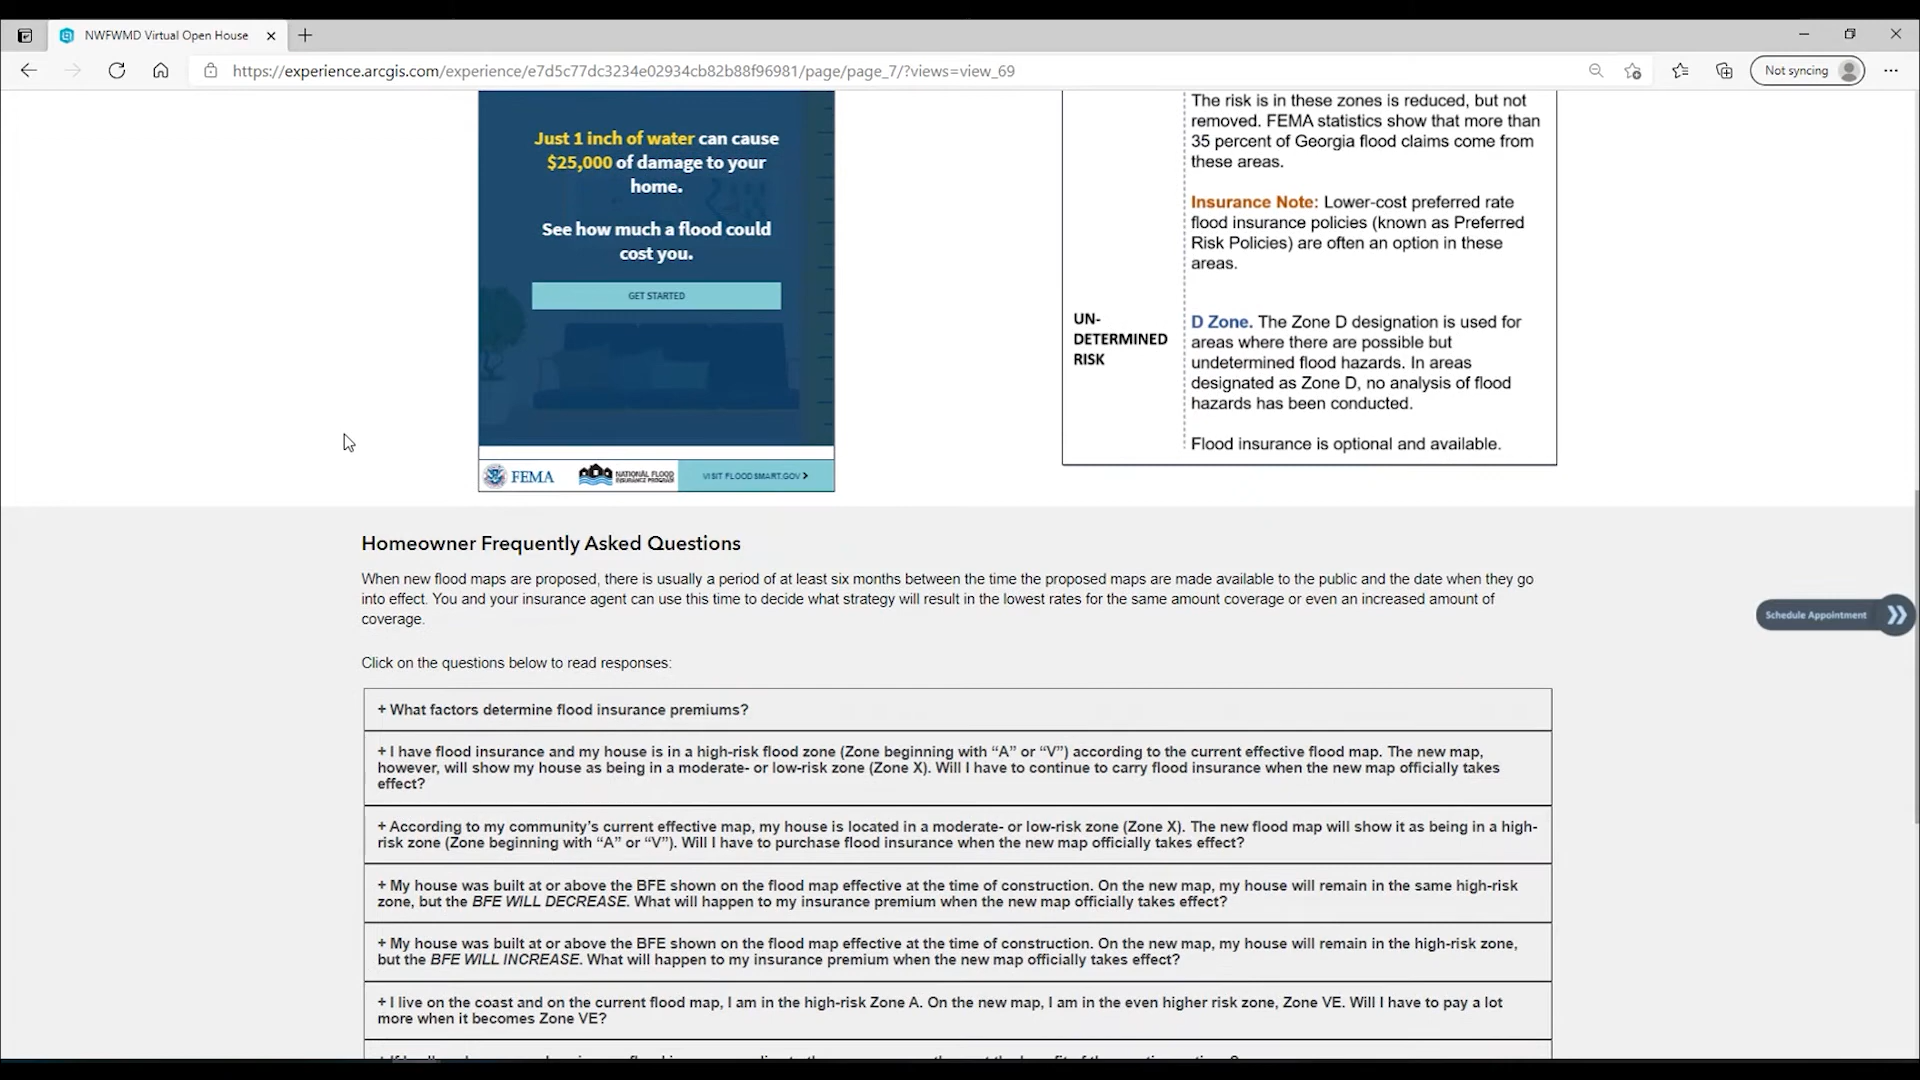 NWFWMD Virtual Open House
https://experience.arcgis.com/experience/e7d5c77dc3234e02934cb82b88f96981/page/page_7/?views=view_69
Not syncing
Just 1 inch of water can cause
$25,000 of damage to your
home.
See how much a flood could
cost you.
GET STARTED
FEMA
NATIONAL FLOOD
INSURANCE PROGRAM
VISIT FLOODSMART.GOV
The risk is in these zones is reduced, but not
removed. FEMA statistics show that more than
35 percent of Georgia flood claims come from
these areas.
Insurance Note: Lower-cost preferred rate
flood insurance policies (known as Preferred
Risk Policies) are often an option in these
areas.
UN-
DETERMINED
RISK
D Zone. The Zone D designation is used for
areas where there are possible but
undetermined flood hazards. In areas
designated as Zone D, no analysis of flood
hazards has been conducted.
Flood insurance is optional and available.
Homeowner Frequently Asked Questions
When new flood maps are proposed, there is usually a period of at least six months between the time the proposed maps are made available to the public and the date when they go
into effect. You and your insurance agent can use this time to decide what strategy will result in the lowest rates for the same amount coverage or even an increased amount of
coverage.
Schedule Appointment
Click on the questions below to read responses:
+ What factors determine flood insurance premiums?
+ I have flood insurance and my house is in a high-risk flood zone (Zone beginning with “A” or “V”) according to the current effective flood map. The new map,
however, will show my house as being in a moderate- or low-risk zone (Zone X). Will I have to continue to carry flood insurance when the new map officially takes
effect?
+ According to my community’s current effective map, my house is located in a moderate- or low-risk zone (Zone X). The new flood map will show it as being in a high-
risk zone (Zone beginning with “A” or “V”). Will I have to purchase flood insurance when the new map officially takes effect?
+ My house was built at or above the BFE shown on the flood map effective at the time of construction. On the new map, my house will remain in the same high-risk
zone, but the BFE WILL DECREASE. What will happen to my insurance premium when the new map officially takes effect?
+ My house was built at or above the BFE shown on the flood map effective at the time of construction. On the new map, my house will remain in the high-risk zone,
but the BFE WILL INCREASE. What will happen to my insurance premium when the new map officially takes effect?
+ I live on the coast and on the current flood map, I am in the high-risk Zone A. On the new map, I am in the even higher risk zone, Zone VE. Will I have to pay a lot
more when it becomes Zone VE?